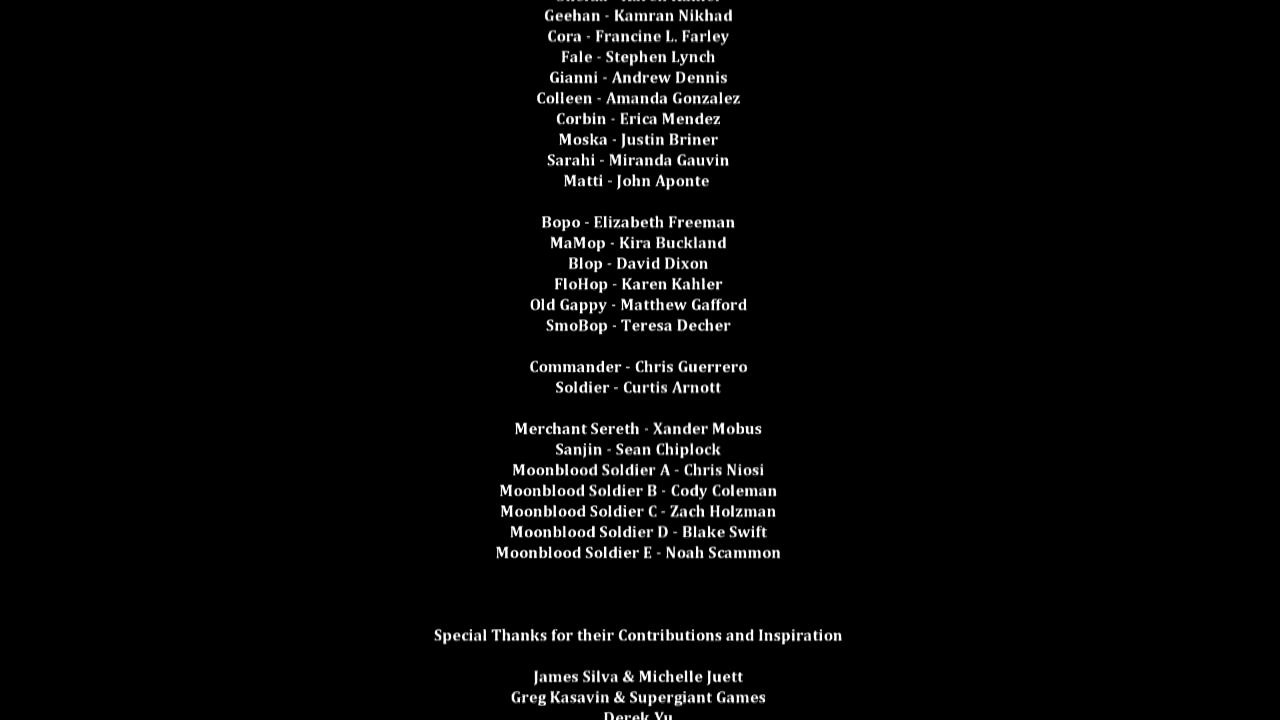 Geehan - Kamran Nikhad
Cora - Francine L. Farley
Fale - Stephen Lynch
Gianni - Andrew Dennis
Colleen - Amanda Gonzalez
Corbin - Erica Mendez
Moska - Justin Briner
Sarahi - Miranda Gauvin
Matti - John Aponte
Bopo - Elizabeth Freeman
MaMop - Kira Buckland
Blop - David Dixon
FloHop - Karen Kahler
Old Gappy - Matthew Gafford
SmoBop - Teresa Decher
Commander - Chris Guerrero
Soldier - Curtis Arnott
Merchant Sereth - Xander Mobus
Sanjin - Sean Chiplock
Moonblood Soldier A - Chris Niosi
Moonblood Soldier B - Cody Coleman
Moonblood Soldier C - Zach Holzman
Moonblood Soldier D - Blake Swift
Moonblood Soldier E - Noah Scammon
Special Thanks for their Contributions and Inspiration
James Silva & Michelle Juett
Greg Kasavin & Supergiant Games
Derek Yu